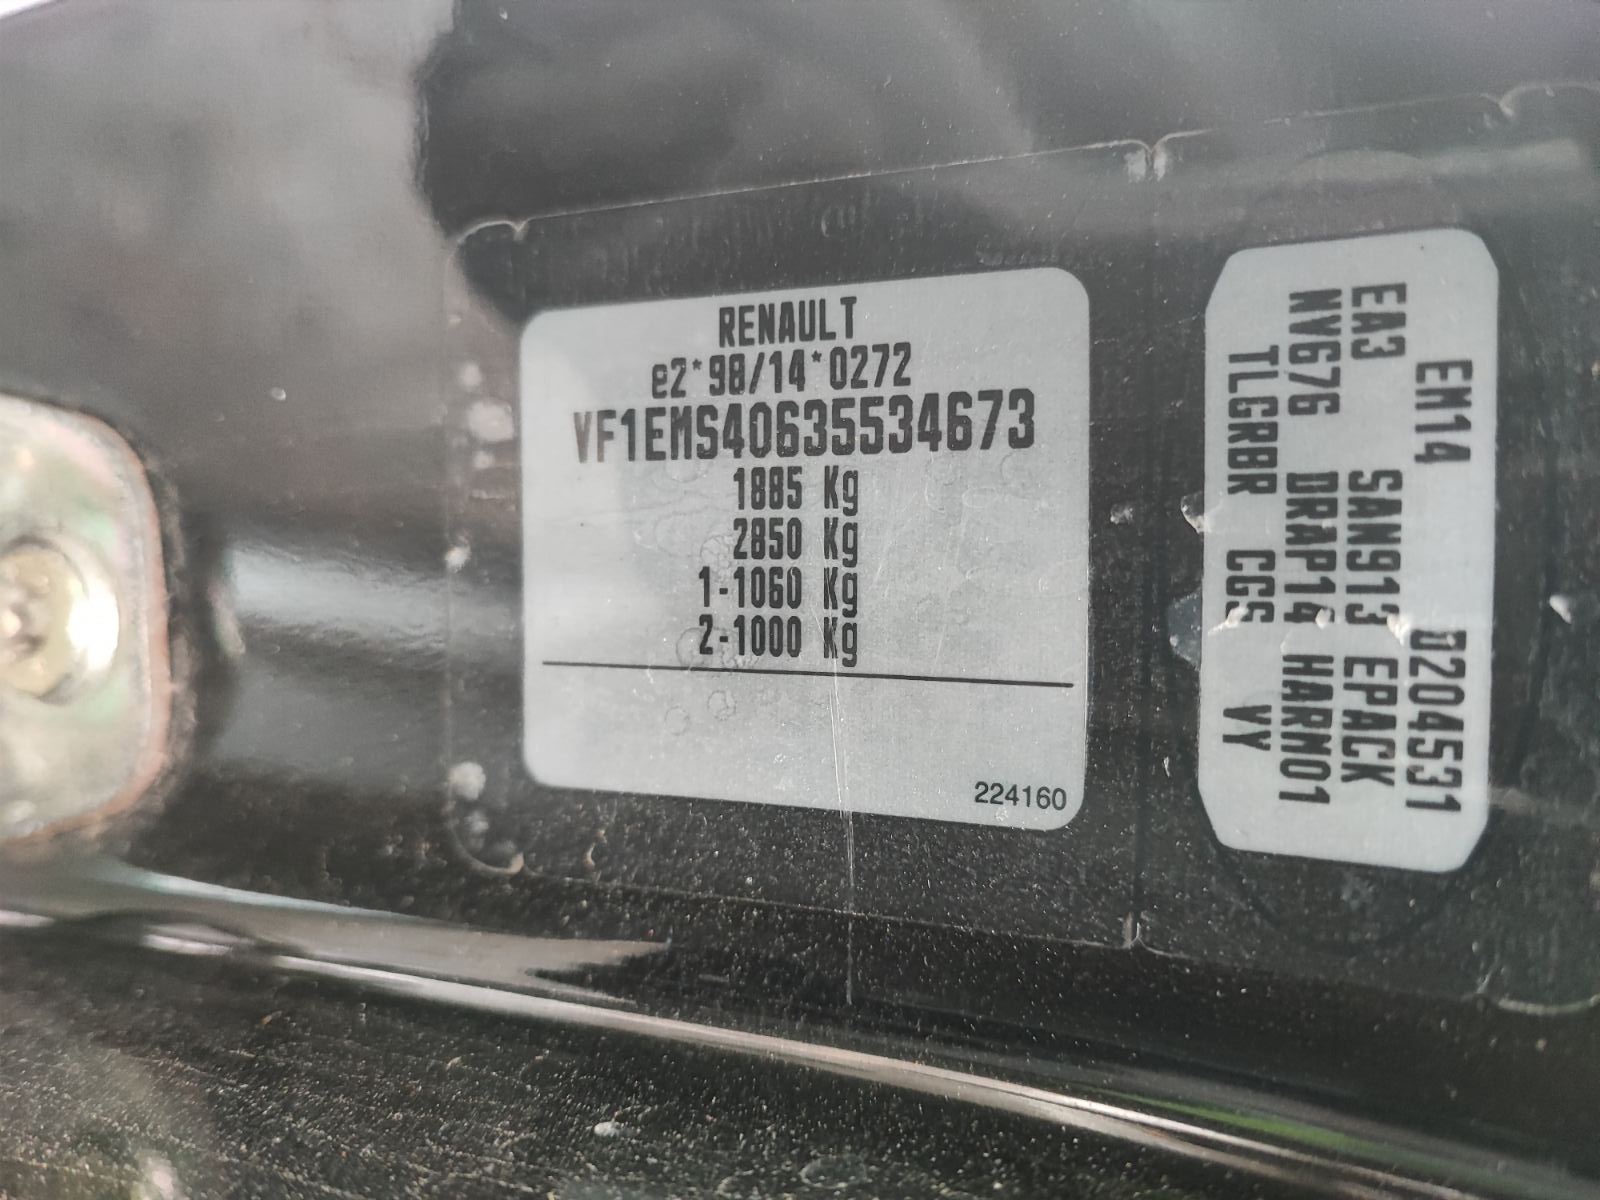 RENAULT
e2*98/14*0272
VF1EMS40635534673
1885 Kg
2850 Kg
1-1060 Kg
2-1000 Kg
224160
EM14 D204531
EA3 SAN913 EPACK
NV676 DRAP14 HARM01
TLGRBR CGS VY